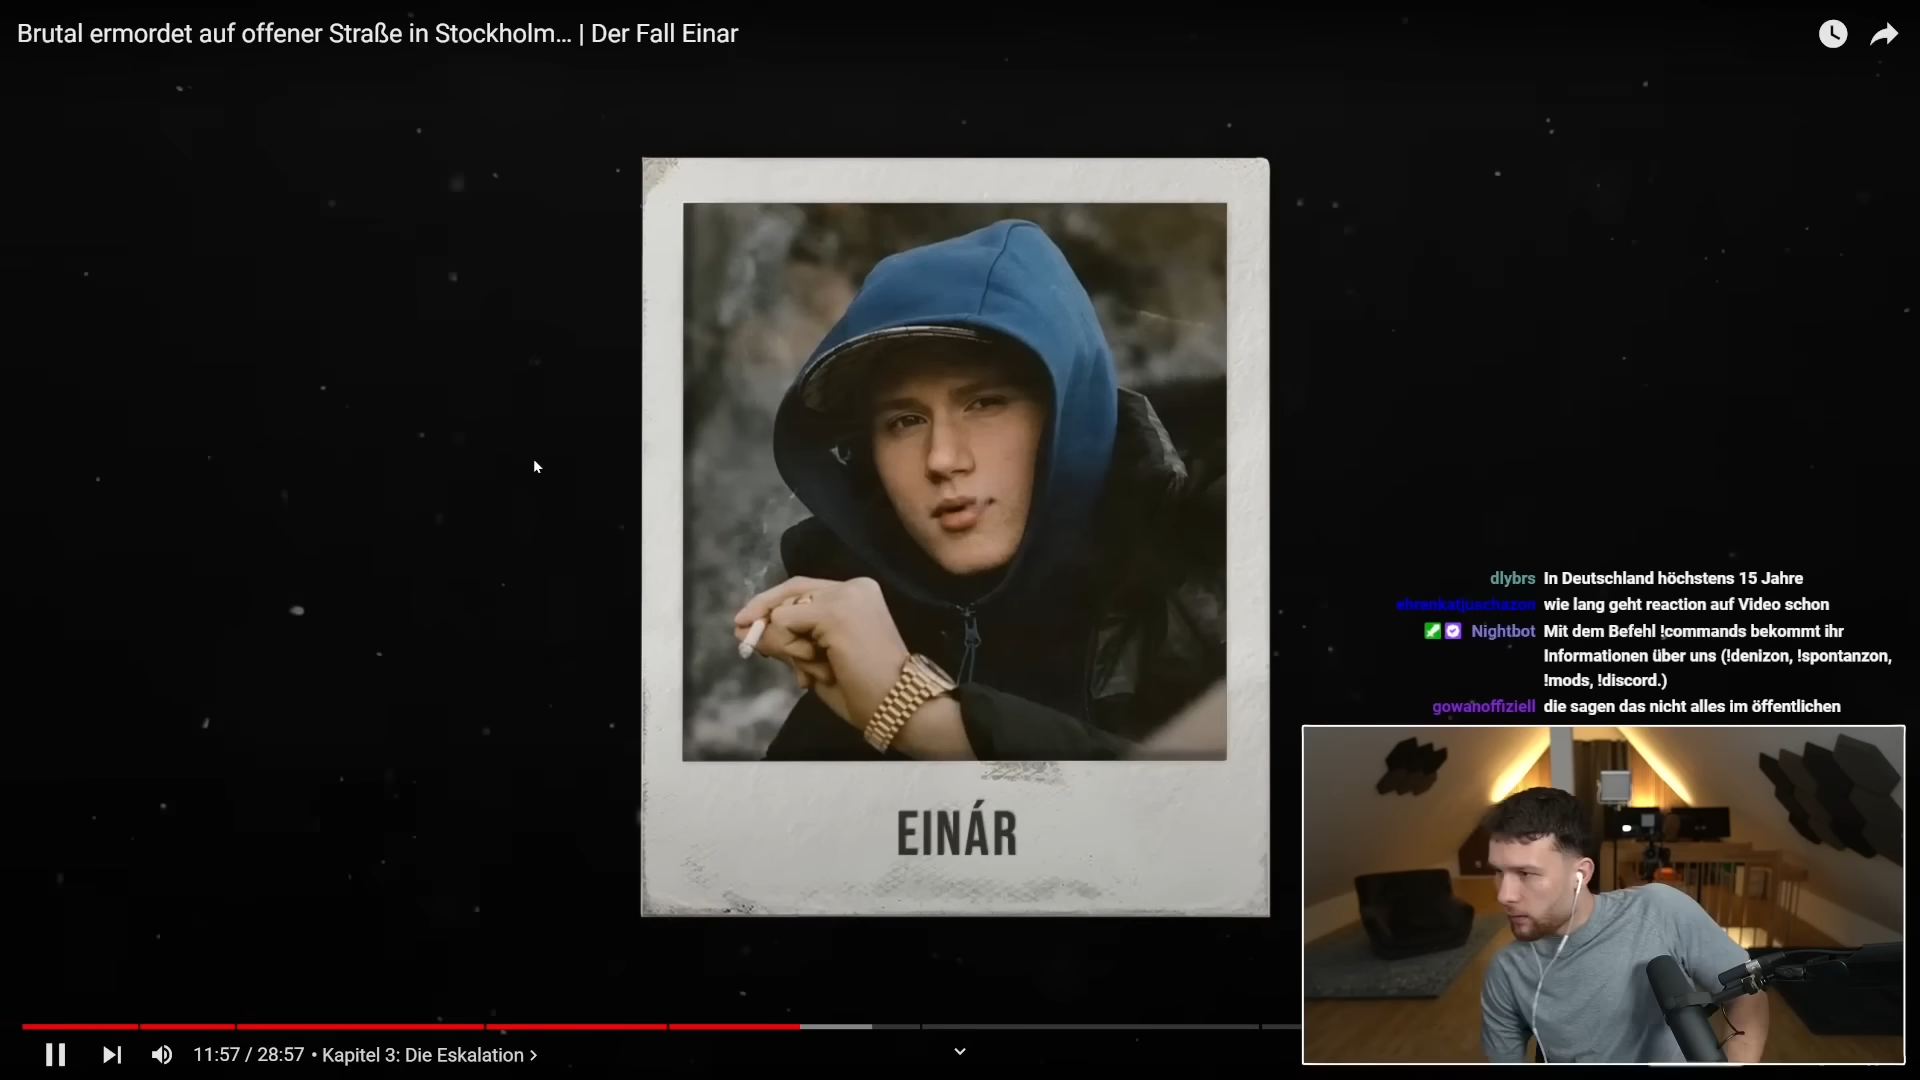 Brutal ermordet auf offener Straße in Stockholm... | Der Fall Einar
EINÁR
dlybrs In Deutschland höchstens 15 Jahre
ehrenkatjuschazon wie lang geht reaction auf Video schon
Nightbot Mit dem Befehl !commands bekommt ihr
Informationen über uns (!denizon, !spontanzon,
!mods, !discord.)
gowanoffiziell die sagen das nicht alles im öffentlichen
11:57 / 28:57 • Kapitel 3: Die Eskalation >